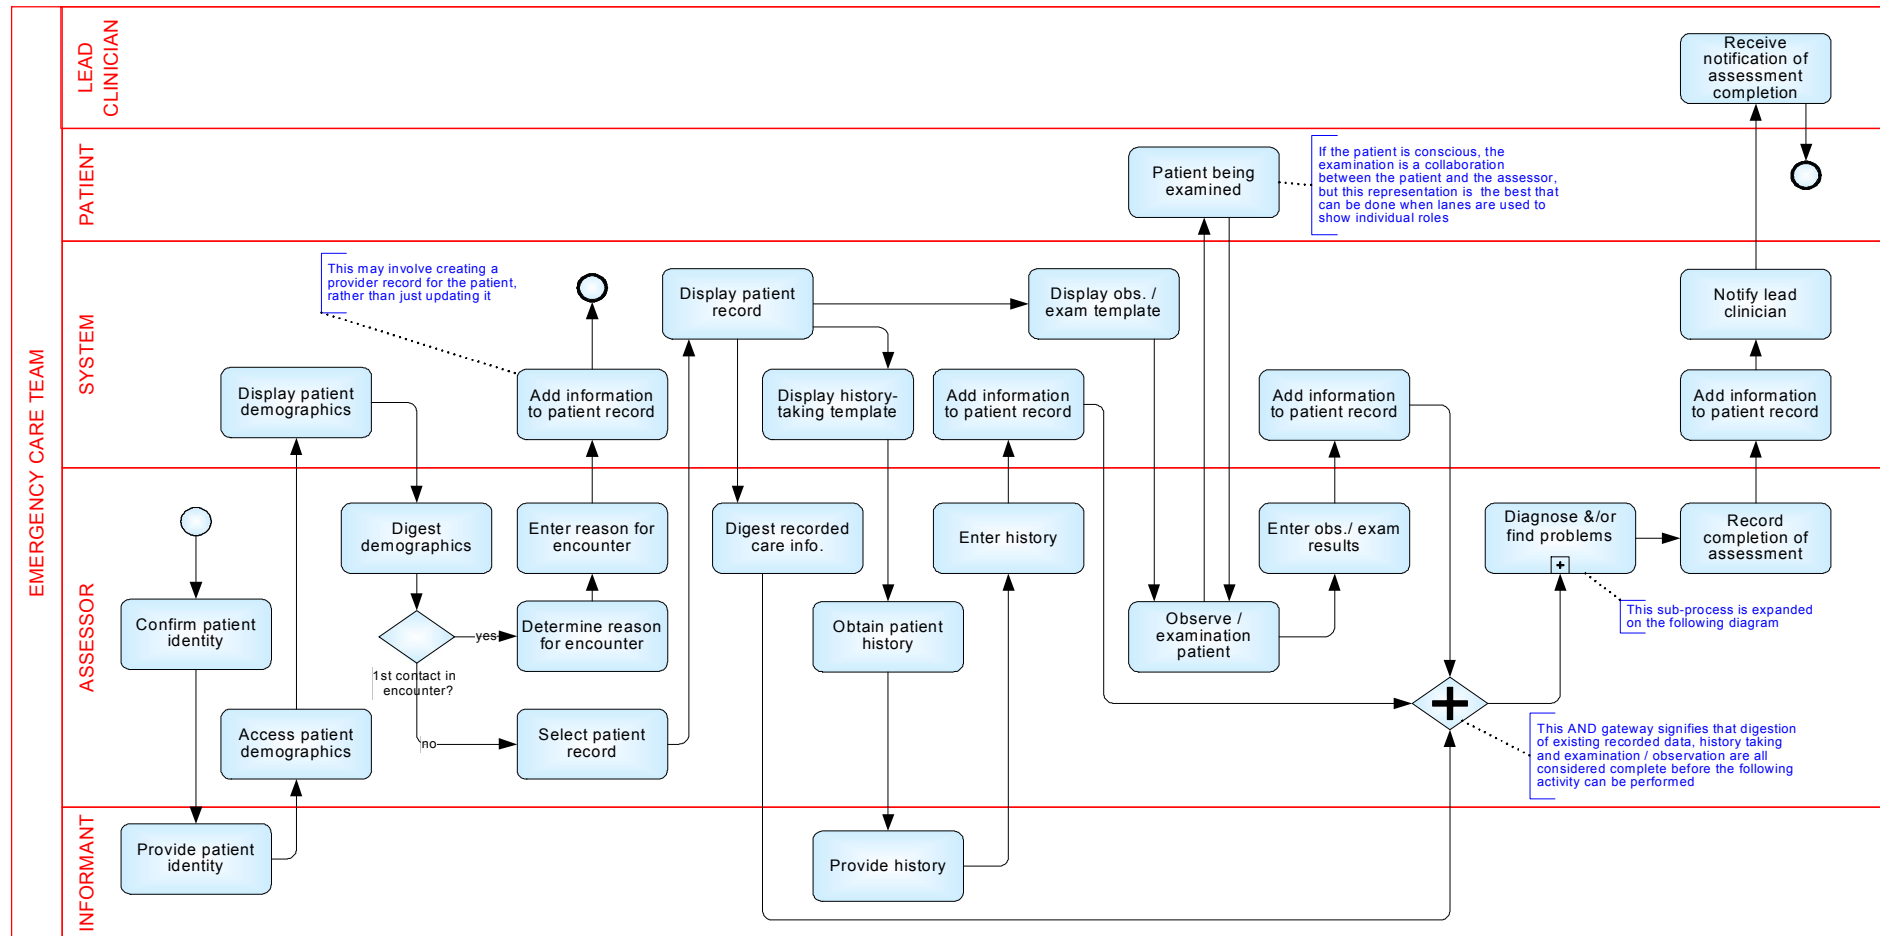 EMERGENCY CARE TEAM
LEAD
CLINICIAN
Receive
notification of
assessment
completion
PATIENT
Patient being
examined
If the patient is conscious, the
examination is a collaboration
between the patient and the assessor,
but this representation is the best that
can be done when lanes are used to
show individual roles
SYSTEM
This may involve creating a
provider record for the patient,
rather than just updating it
Display patient
record
Display obs. /
exam template
Notify lead
clinician
Display patient
demographics
Add information
to patient record
Display history-
taking template
Add information
to patient record
Add information
to patient record
Add information
to patient record
ASSESSOR
Digest
demographics
Enter reason for
encounter
Digest recorded
care info.
Enter history
Enter obs./ exam
results
Diagnose &/or
find problems
Record
completion of
assessment
Confirm patient
identity
yes
Determine reason
for encounter
Obtain patient
history
Observe /
examination
patient
This sub-process is expanded
on the following diagram
1st contact in
encounter?
Access patient
demographics
no
Select patient
record
This AND gateway signifies that digestion
of existing recorded data, history taking
and examination / observation are all
considered complete before the following
activity can be performed
INFORMANT
Provide patient
identity
Provide history